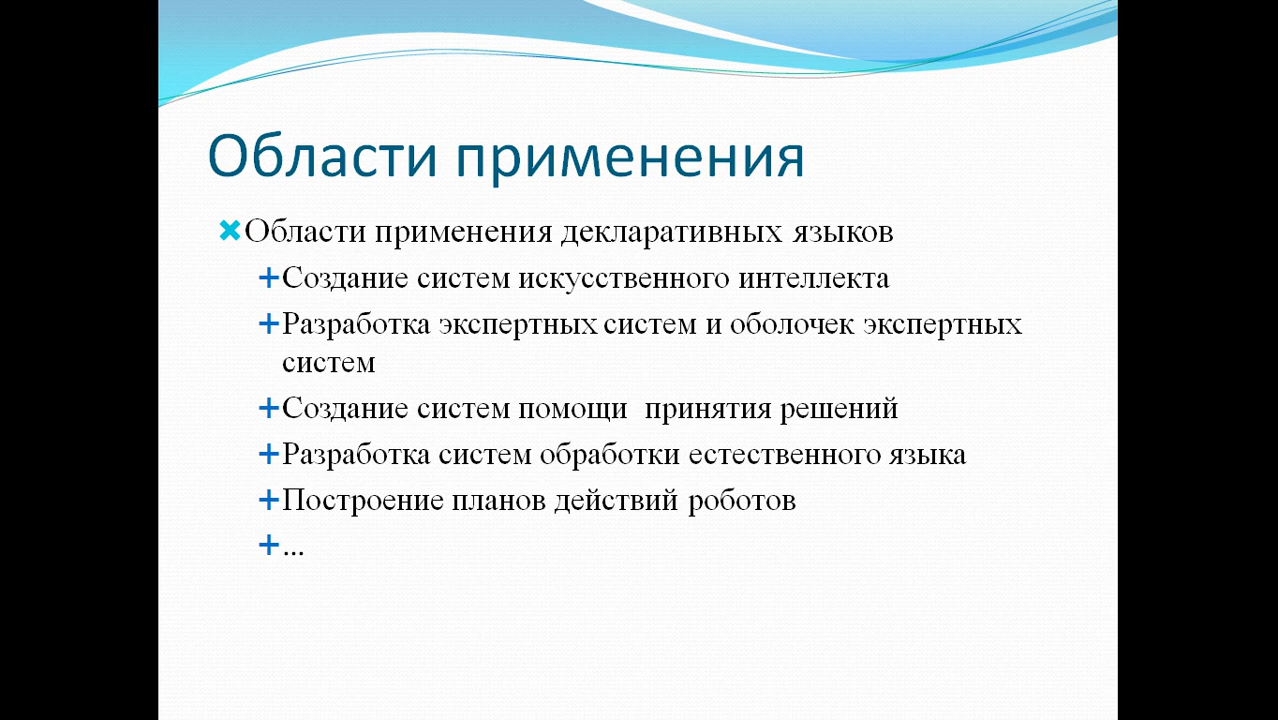 Области применения
Области применения декларативных языков
Создание систем искусственного интеллекта
Разработка экспертных систем и оболочек экспертных
систем
Создание систем помощи  принятия решений
Разработка систем обработки естественного языка
Построение планов действий роботов
...